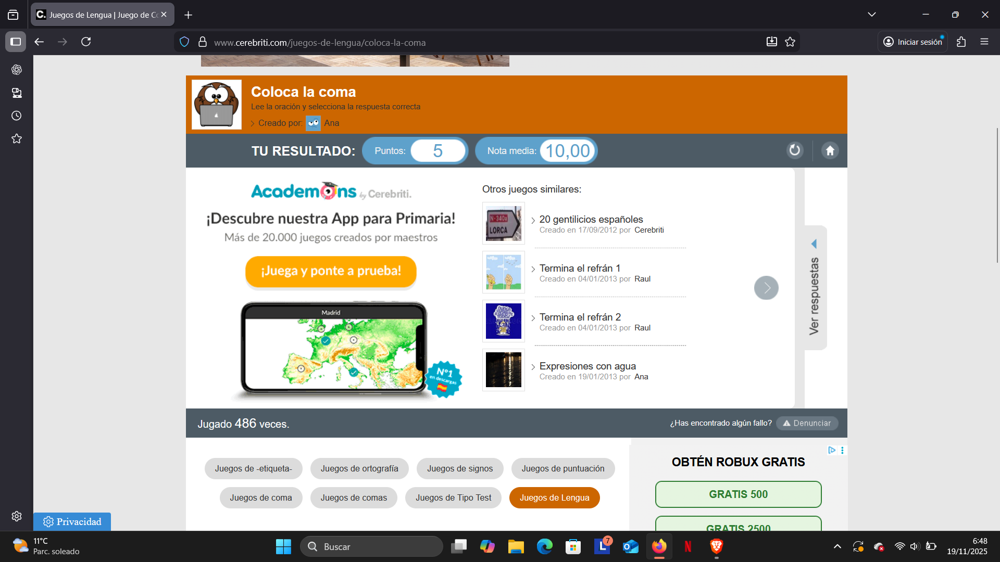 Juegos de Lengua | Juego de Co
www.cerebriti.com/juegos-de-lengua/coloca-la-coma
Iniciar sesión
Coloca la coma
Lee la oración y selecciona la respuesta correcta
Creado por: Ana
TU RESULTADO: Puntos: 5 Nota media: 10,00
Academons by Cerebriti.
¡Descubre nuestra App para Primaria!
Más de 20.000 juegos creados por maestros
¡Juega y ponte a prueba!
Madrid
Nº1
en descargas
Otros juegos similares:
N-340a
LORCA
20 gentilicios españoles
Creado en 17/09/2012 por Cerebriti
Termina el refrán 1
Creado en 04/01/2013 por Raul
Termina el refrán 2
Creado en 04/01/2013 por Raul
Expresiones con agua
Creado en 19/01/2013 por Ana
Ver respuestas
Jugado 486 veces.
¿Has encontrado algún fallo? Denunciar
Juegos de -etiqueta- Juegos de ortografía Juegos de signos Juegos de puntuación
Juegos de coma Juegos de comas Juegos de Tipo Test Juegos de Lengua
OBTÉN ROBUX GRATIS
GRATIS 500
GRATIS 2500
Privacidad
11°C
Parc. soleado
Buscar
7
6:48
19/11/2025